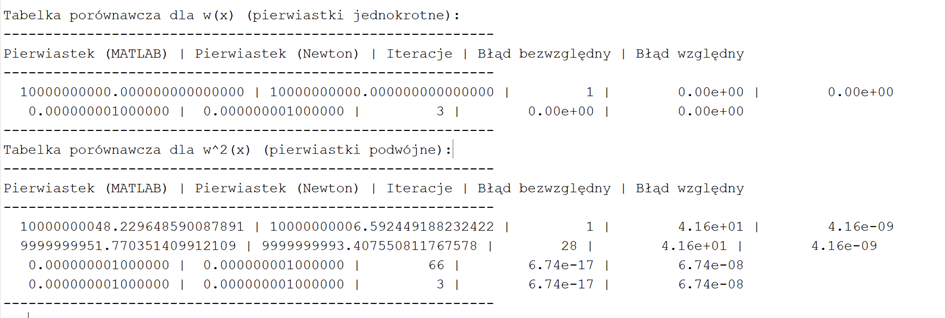 Tabelka porównawcza dla w(x) (pierwiastki jednokrotne):
------------------------------------------------------------
Pierwiastek (MATLAB) | Pierwiastek (Newton) | Iteracje | Błąd bezwzględny | Błąd względny
------------------------------------------------------------
10000000000.000000000000000 | 10000000000.000000000000000 | 1 | 0.00e+00 | 0.00e+00
0.000000001000000 | 0.000000001000000 | 3 | 0.00e+00 | 0.00e+00
------------------------------------------------------------
Tabelka porównawcza dla w^2(x) (pierwiastki podwójne):
------------------------------------------------------------
Pierwiastek (MATLAB) | Pierwiastek (Newton) | Iteracje | Błąd bezwzględny | Błąd względny
------------------------------------------------------------
10000000048.229648590087891 | 10000000006.592449188232422 | 1 | 4.16e+01 | 4.16e-09
9999999951.770351409912109 | 9999999993.407550811767578 | 28 | 4.16e+01 | 4.16e-09
0.000000001000000 | 0.000000001000000 | 66 | 6.74e-17 | 6.74e-08
0.000000001000000 | 0.000000001000000 | 3 | 6.74e-17 | 6.74e-08
------------------------------------------------------------